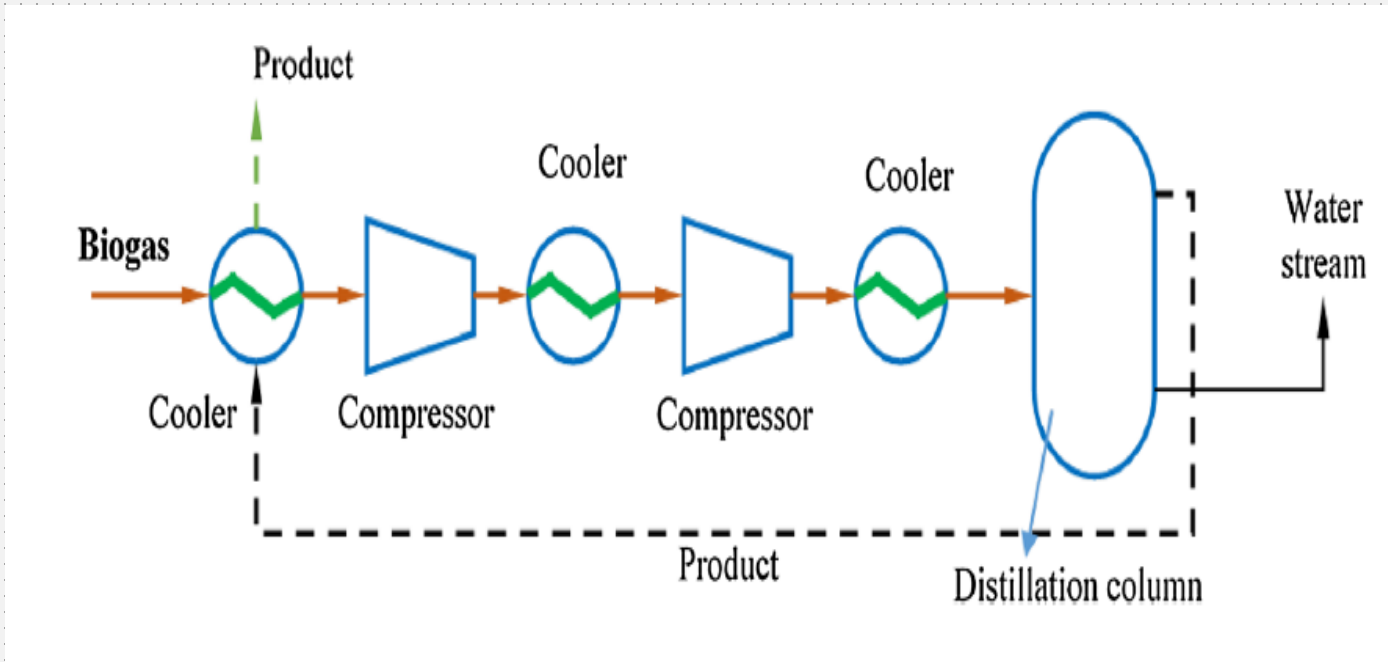 Product
Cooler
Cooler
Water
stream
Biogas
Cooler
Compressor
Compressor
Product
Distillation column